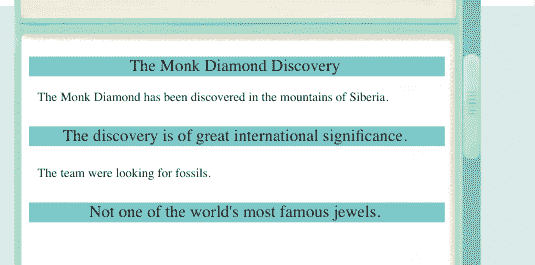 The Monk Diamond Discovery
The Monk Diamond has been discovered in the mountains of Siberia.
The discovery is of great international significance.
The team were looking for fossils.
Not one of the world's most famous jewels.